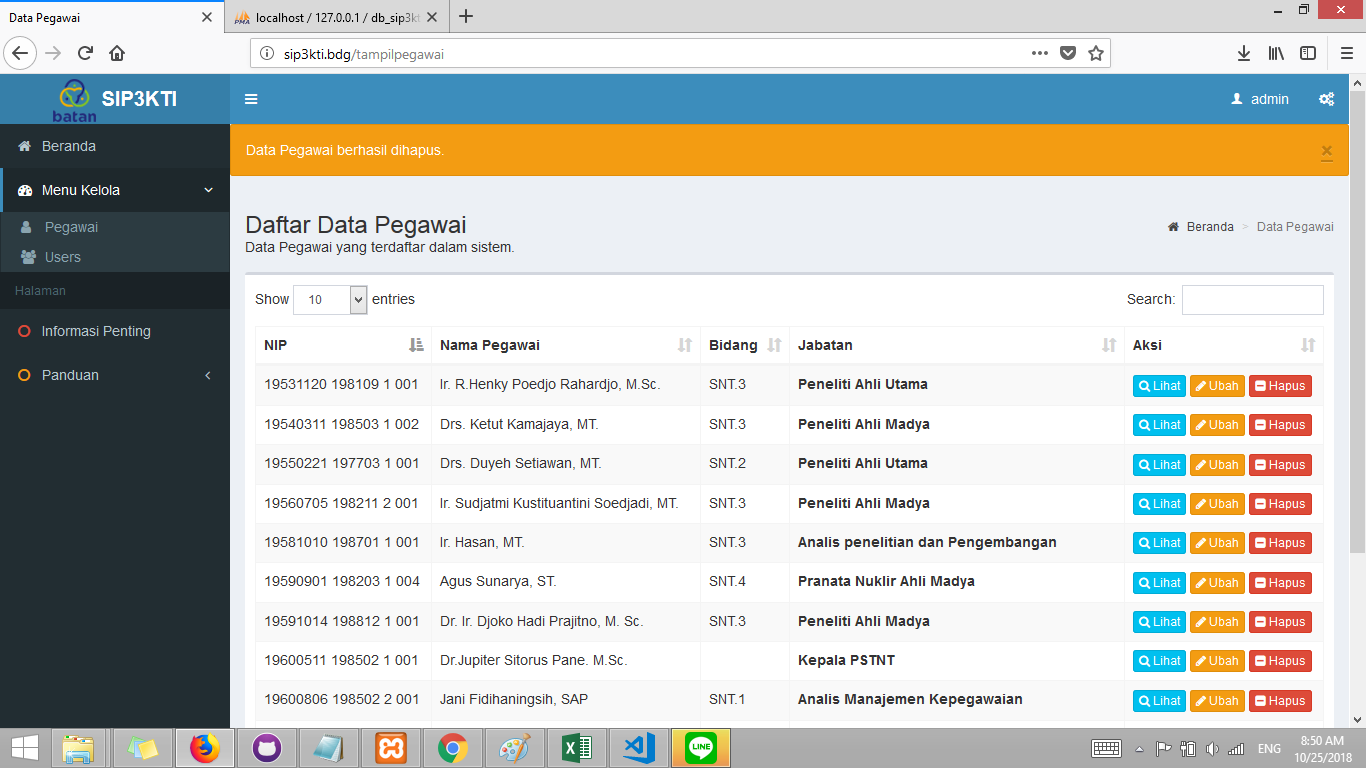 Data Pegawai
PMA localhost / 127.0.0.1 / db_sip3kt
sip3kti.bdg/tampilpegawai
batan
SIP3KTI
admin
Beranda
Menu Kelola
Pegawai
Users
Halaman
Informasi Penting
Panduan
Data Pegawai berhasil dihapus.
×
Daftar Data Pegawai
Data Pegawai yang terdaftar dalam sistem.
Beranda > Data Pegawai
Show 10 entries
Search:
NIP Nama Pegawai Bidang Jabatan Aksi
19531120 198109 1 001 Ir. R.Henky Poedjo Rahardjo, M.Sc. SNT.3 Peneliti Ahli Utama Lihat Ubah Hapus
19540311 198503 1 002 Drs. Ketut Kamajaya, MT. SNT.3 Peneliti Ahli Madya Lihat Ubah Hapus
19550221 197703 1 001 Drs. Duyeh Setiawan, MT. SNT.2 Peneliti Ahli Utama Lihat Ubah Hapus
19560705 198211 2 001 Ir. Sudjatmi Kustituantini Soedjadi, MT. SNT.3 Peneliti Ahli Madya Lihat Ubah Hapus
19581010 198701 1 001 Ir. Hasan, MT. SNT.3 Analis penelitian dan Pengembangan Lihat Ubah Hapus
19590901 198203 1 004 Agus Sunarya, ST. SNT.4 Pranata Nuklir Ahli Madya Lihat Ubah Hapus
19591014 198812 1 001 Dr. Ir. Djoko Hadi Prajitno, M. Sc. SNT.3 Peneliti Ahli Madya Lihat Ubah Hapus
19600511 198502 1 001 Dr.Jupiter Sitorus Pane. M.Sc. Kepala PSTNT Lihat Ubah Hapus
19600806 198502 2 001 Jani Fidihaningsih, SAP SNT.1 Analis Manajemen Kepegawaian Lihat Ubah Hapus
LINE
ENG
8:50 AM
10/25/2018